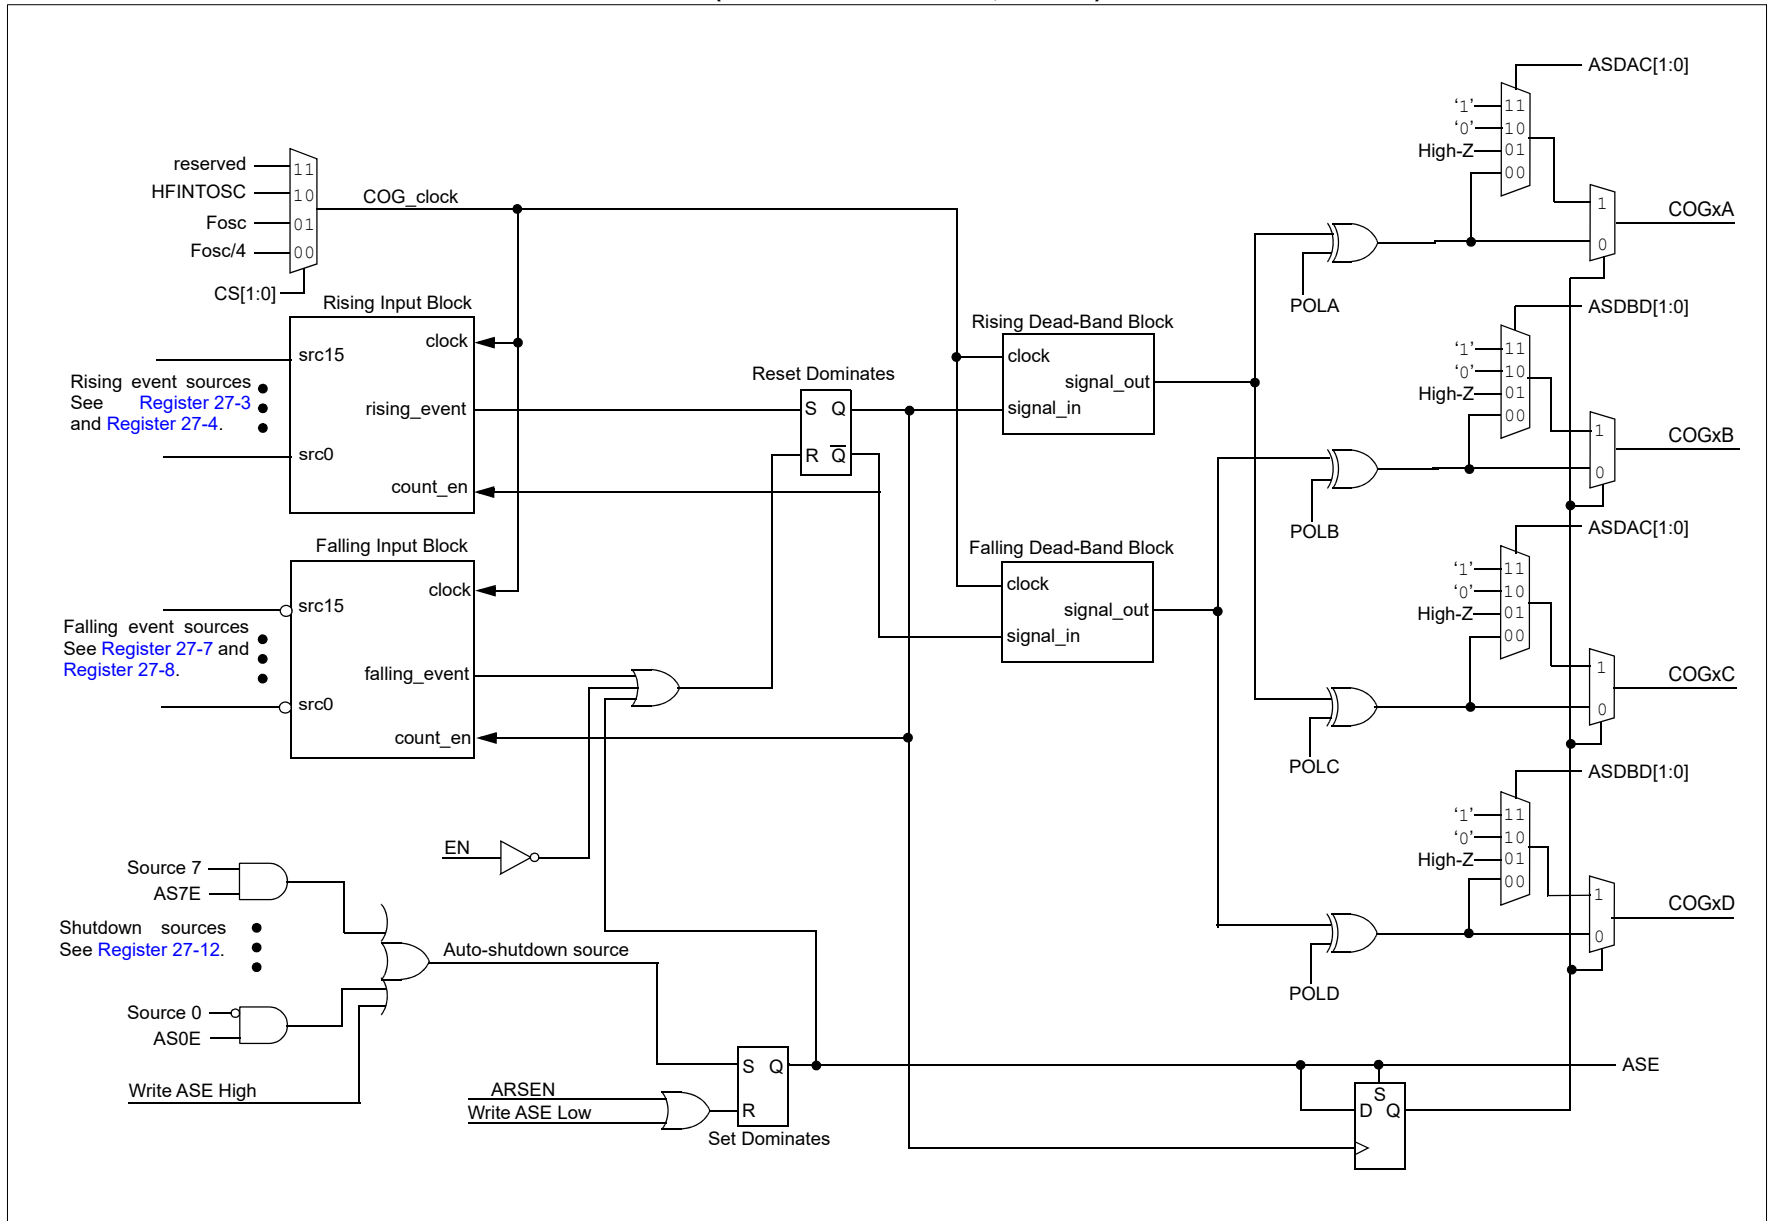 ASDAC[1:0]
'1' 11
'0' 10
High-Z 01
00
1
0
COGxA
POLA
reserved 11
HFINTOSC 10
Fosc 01
Fosc/4 00
CS[1:0]
COG_clock
Rising Input Block
clock
src15
Rising event sources
See Register 27-3
and Register 27-4.
rising_event
src0
count_en
Reset Dominates
S Q
R Q
Rising Dead-Band Block
clock
signal_out
signal_in
ASDBD[1:0]
'1' 11
'0' 10
High-Z 01
00
1
0
COGxB
POLB
Falling Input Block
clock
src15
Falling event sources
See Register 27-7 and
Register 27-8.
falling_event
src0
count_en
Falling Dead-Band Block
clock
signal_out
signal_in
ASDAC[1:0]
'1' 11
'0' 10
High-Z 01
00
1
0
COGxC
POLC
ASDBD[1:0]
'1' 11
'0' 10
High-Z 01
00
1
0
COGxD
POLD
EN
Source 7
AS7E
Shutdown sources
See Register 27-12.
Source 0
AS0E
Write ASE High
Auto-shutdown source
ARSEN
Write ASE Low
S Q
R
Set Dominates
ASE
S
D Q